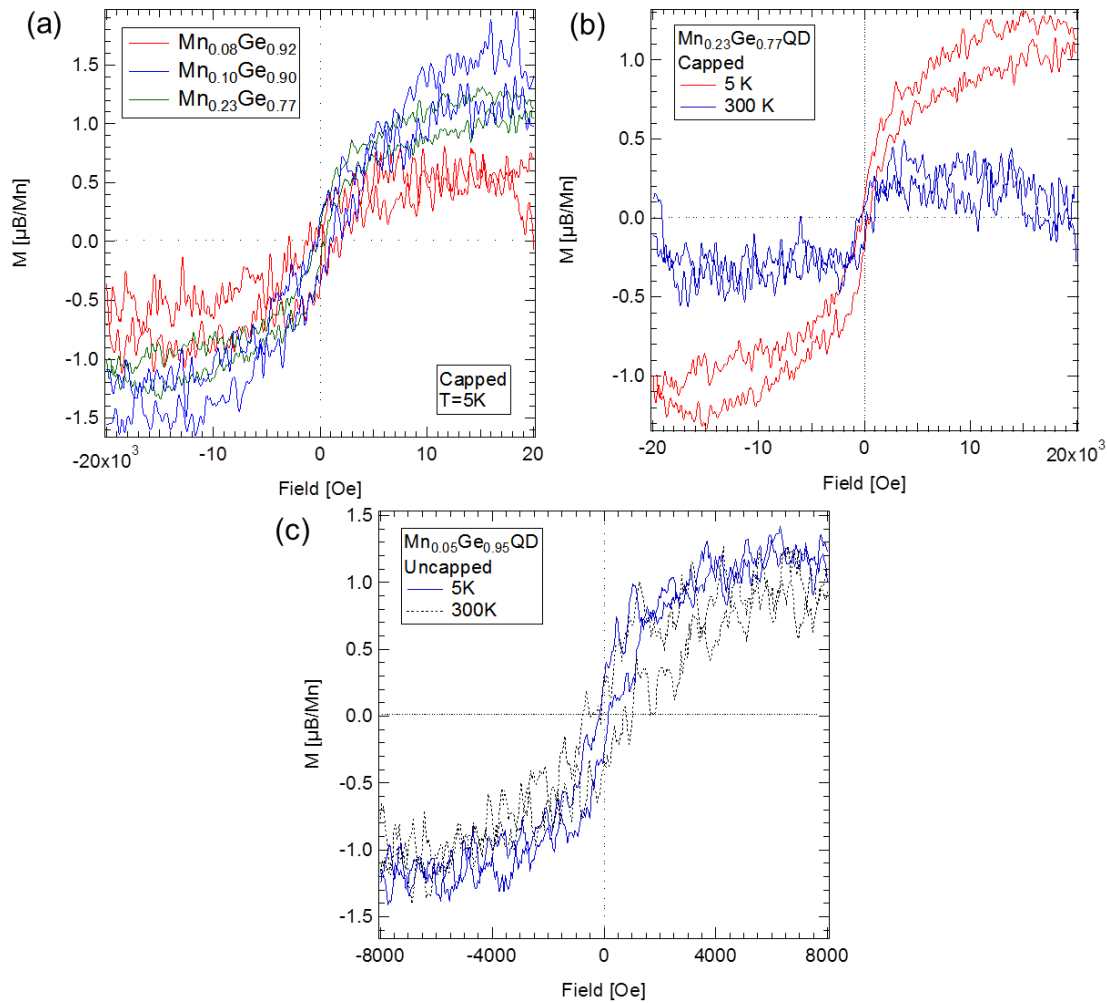 (a)
Mn0.08Ge0.92
Mn0.10Ge0.90
Mn0.23Ge0.77
1.5
1.0
0.5
0.0
-0.5
-1.0
-1.5
M [µB/Mn]
Capped
T=5K
-20x10³
-10
0
10
20
Field [Oe]
(b)
Mn0.23Ge0.77QD
Capped
5 K
300 K
1.0
0.5
0.0
-0.5
-1.0
M [µB/Mn]
-20
-10
0
10
20x10³
Field [Oe]
(c)
Mn0.05Ge0.95QD
Uncapped
5K
300K
1.5
1.0
0.5
0.0
-0.5
-1.0
-1.5
M [µB/Mn]
-8000
-4000
0
4000
8000
Field [Oe]